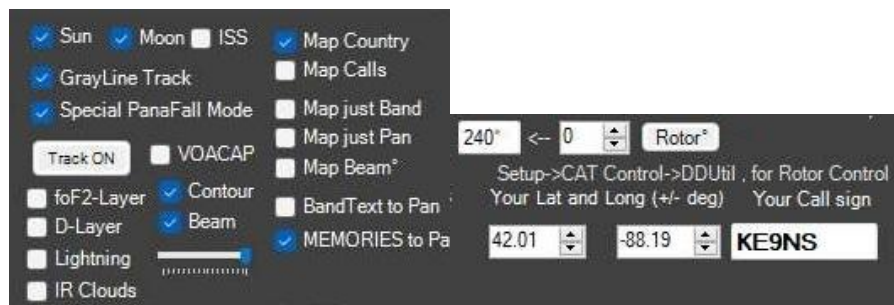 Sun Moon ISS
GrayLine Track
Special PanaFall Mode
Track ON VOACAP
foF2-Layer Contour
D-Layer Beam
Lightning
IR Clouds
Map Country
Map Calls
Map just Band
Map just Pan
Map Beam°
BandText to Pan
MEMORIES to Pa
240° <-- 0 Rotor°
Setup->CAT Control->DDUtil , for Rotor Control
Your Lat and Long (+/- deg) Your Call sign
42.01 -88.19 KE9NS